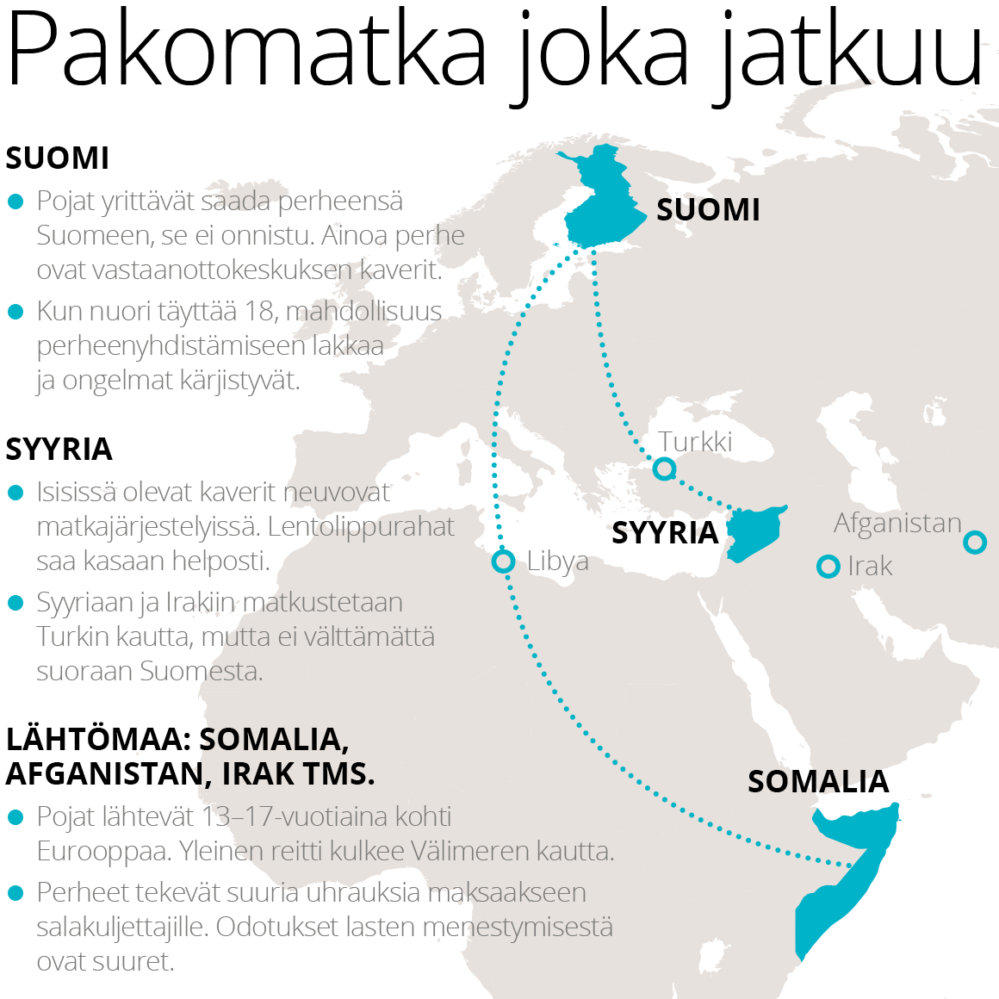 Pakomatka joka jatkuu
SUOMI
Pojat yrittävät saada perheensä
Suomeen, se ei onnistu. Ainoa perhe
ovat vastaanottokeskuksen kaverit.
Kun nuori täyttää 18, mahdollisuus
perheenyhdistämiseen lakkaa
ja ongelmat kärjistyvät.
SYYRIA
Isisissä olevat kaverit neuvovat
matkajärjestelyissä. Lentolippurahat
saa kasaan helposti.
Syyriaan ja Irakiin matkustetaan
Turkin kautta, mutta ei välttämättä
suoraan Suomesta.
LÄHTÖMAA: SOMALIA,
AFGANISTAN, IRAK TMS.
Pojat lähtevät 13–17-vuotiaina kohti
Eurooppaa. Yleinen reitti kulkee Välimeren kautta.
Perheet tekevät suuria uhrauksia maksaakseen
salakuljettajille. Odotukset lasten menestymisestä
ovat suuret.
SUOMI
Turkki
SYYRIA
Afganistan
Libya
Irak
SOMALIA